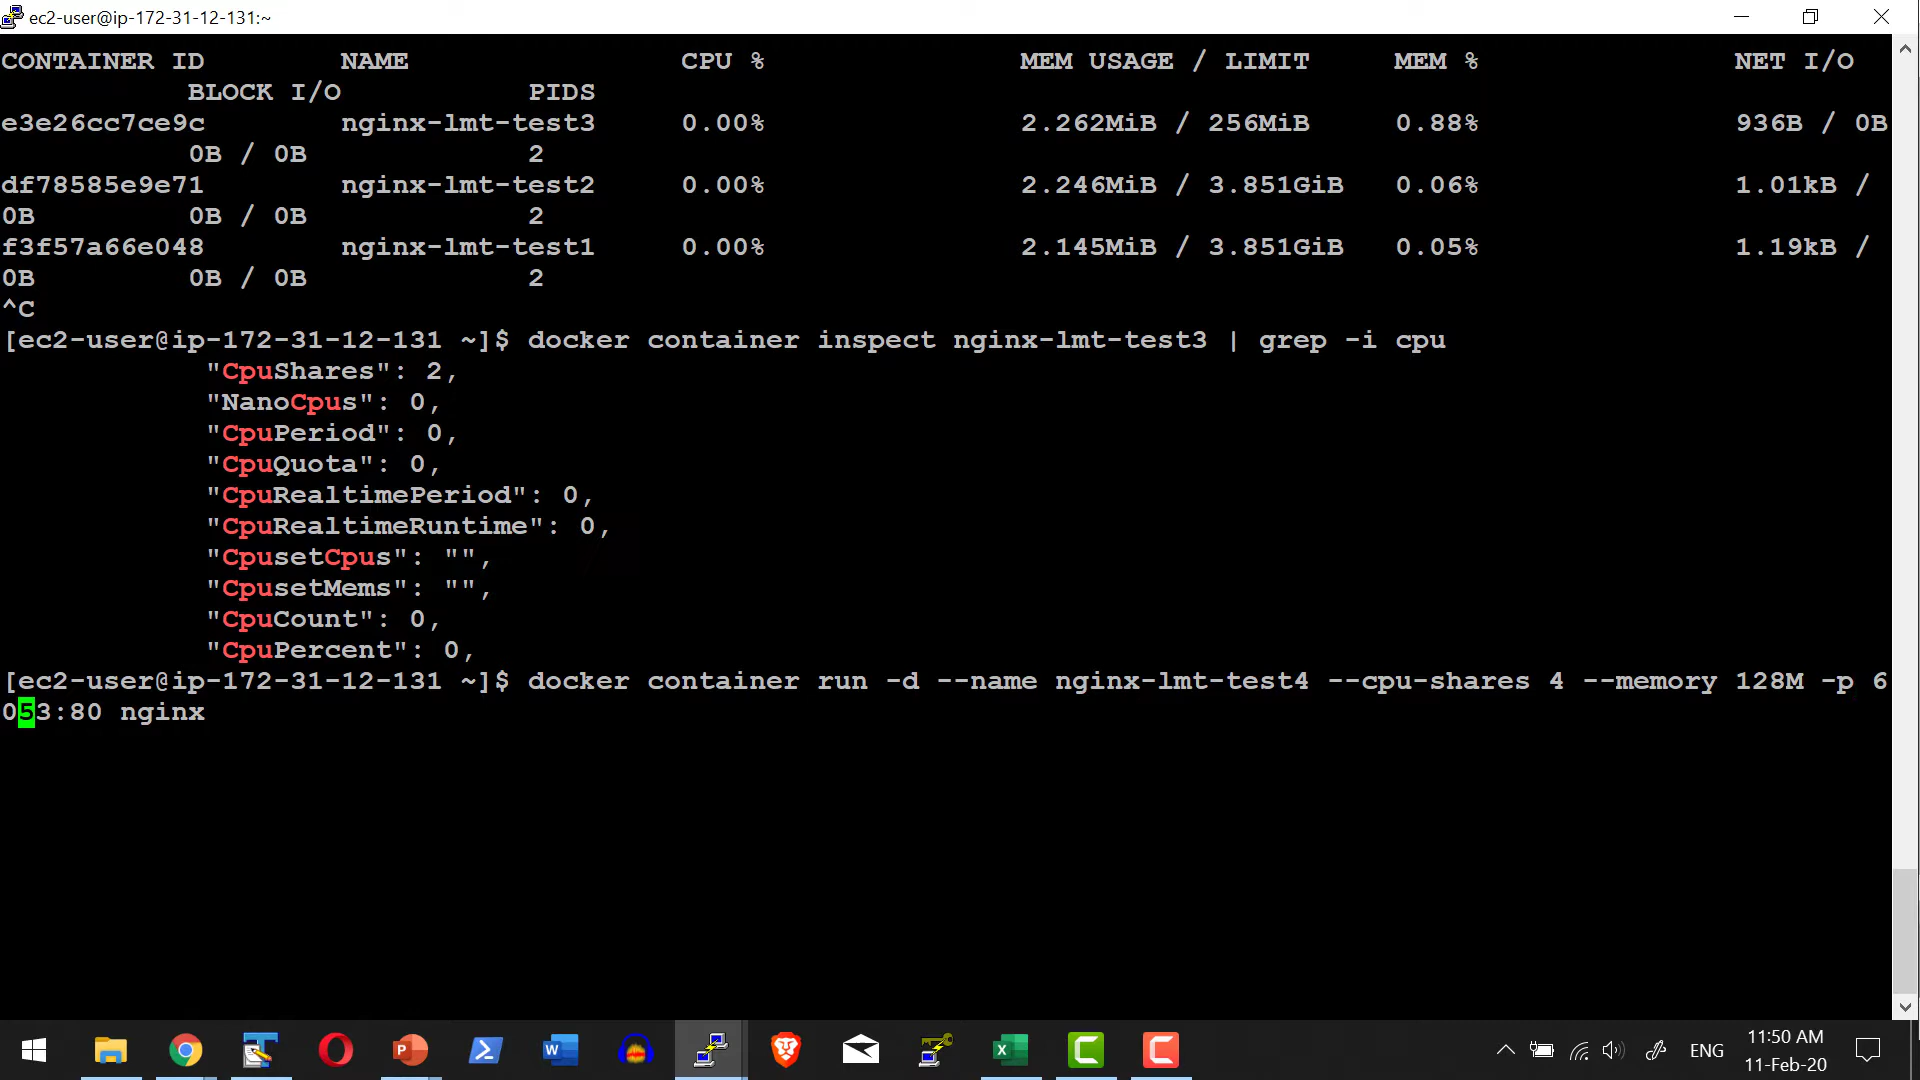 ec2-user@ip-172-31-12-131:~
CONTAINER ID NAME CPU % MEM USAGE / LIMIT MEM % NET I/O
BLOCK I/O PIDS
e3e26cc7ce9c nginx-lmt-test3 0.00% 2.262MiB / 256MiB 0.88% 936B / 0B
0B / 0B 2
df78585e9e71 nginx-lmt-test2 0.00% 2.246MiB / 3.851GiB 0.06% 1.01kB /
0B 0B / 0B 2
f3f57a66e048 nginx-lmt-test1 0.00% 2.145MiB / 3.851GiB 0.05% 1.19kB /
0B 0B / 0B 2
^C
[ec2-user@ip-172-31-12-131 ~]$ docker container inspect nginx-lmt-test3 | grep -i cpu
"CpuShares": 2,
"NanoCpus": 0,
"CpuPeriod": 0,
"CpuQuota": 0,
"CpuRealtimePeriod": 0,
"CpuRealtimeRuntime": 0,
"CpusetCpus": "",
"CpusetMems": "",
"CpuCount": 0,
"CpuPercent": 0,
[ec2-user@ip-172-31-12-131 ~]$ docker container run -d --name nginx-lmt-test4 --cpu-shares 4 --memory 128M -p 6
053:80 nginx
ENG
11:50 AM
11-Feb-20